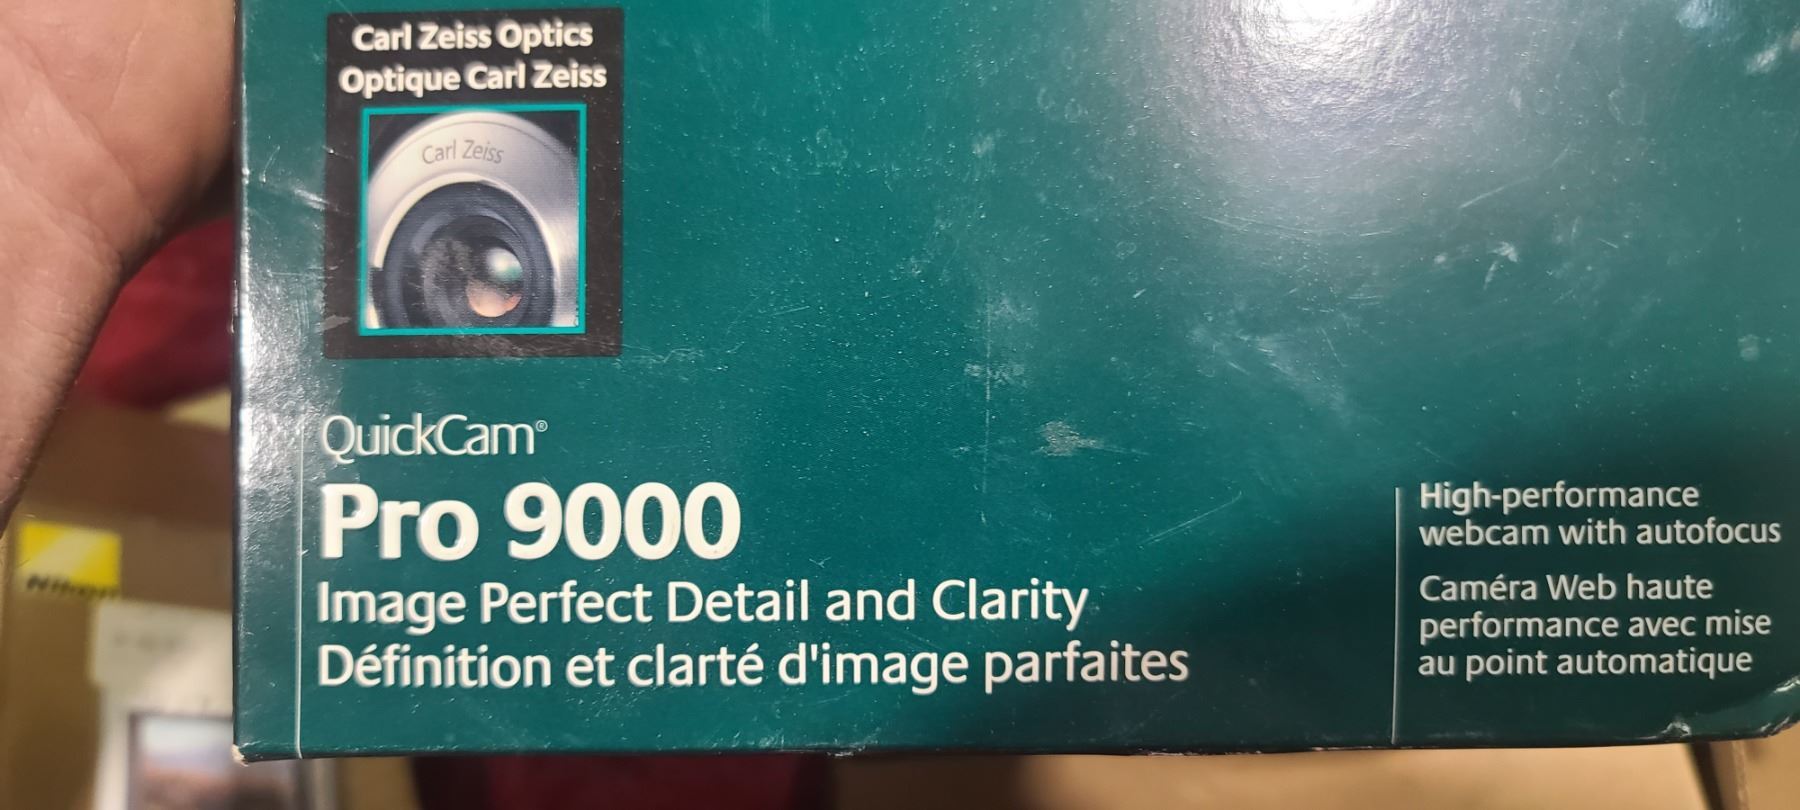 Carl Zeiss Optics
Optique Carl Zeiss
Carl Zeiss
QuickCam®
Pro 9000
Image Perfect Detail and Clarity
Définition et clarté d'image parfaites
High-performance
webcam with autofocus
Caméra Web haute
performance avec mise
au point automatique
Nikon